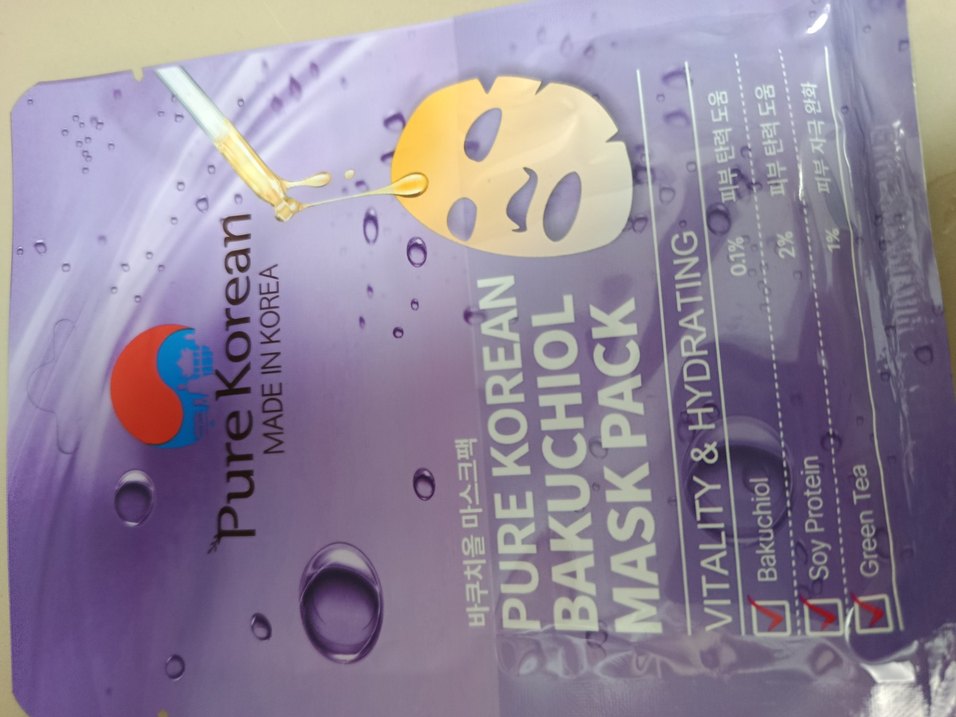 Pure Korean
MADE IN KOREA
바쿠치올 마스크팩
PURE KOREAN
BAKUCHIOL
MASK PACK
VITALITY & HYDRATING
Bakuchiol 0.1% 피부 탄력 도움
Soy Protein 2% 피부 탄력 도움
Green Tea 1% 피부 자극 완화